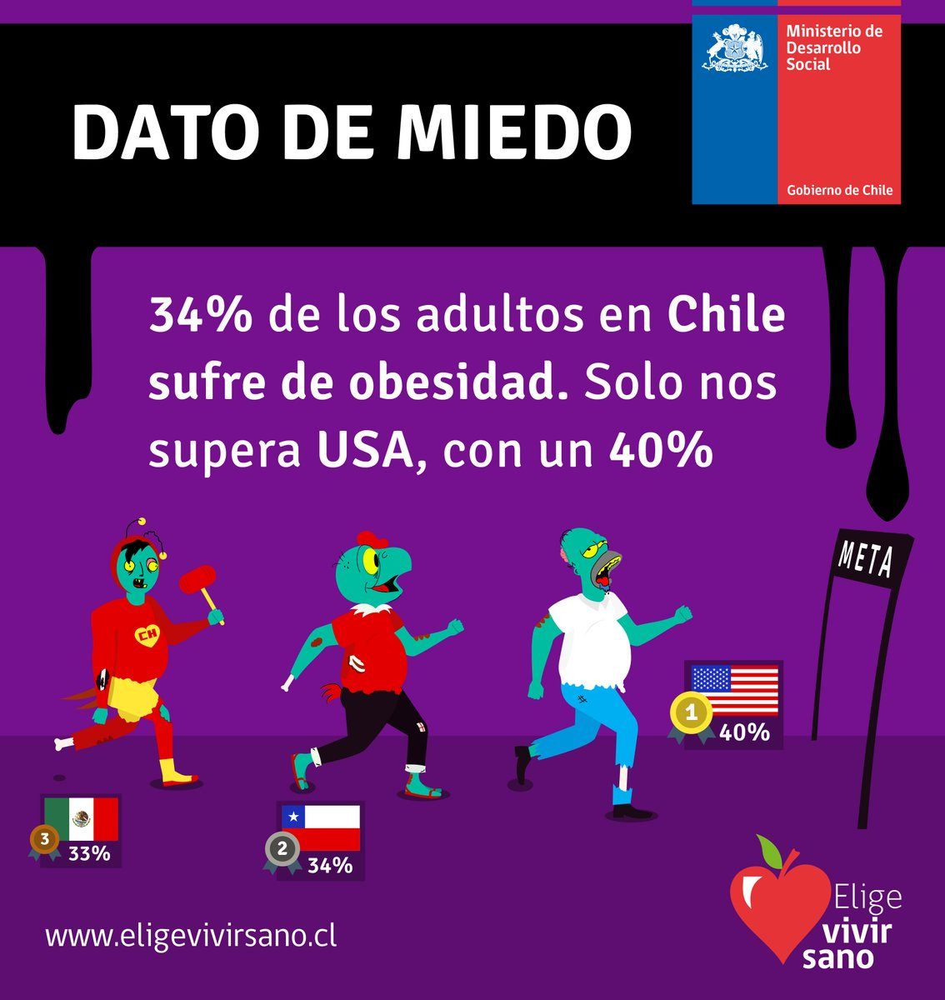 Ministerio de
Desarrollo
Social
Gobierno de Chile
DATO DE MIEDO
34% de los adultos en Chile
sufre de obesidad. Solo nos
supera USA, con un 40%
META
CH
1
40%
3
33%
2
34%
www.eligevivirsano.cl
Elige
vivir
sano